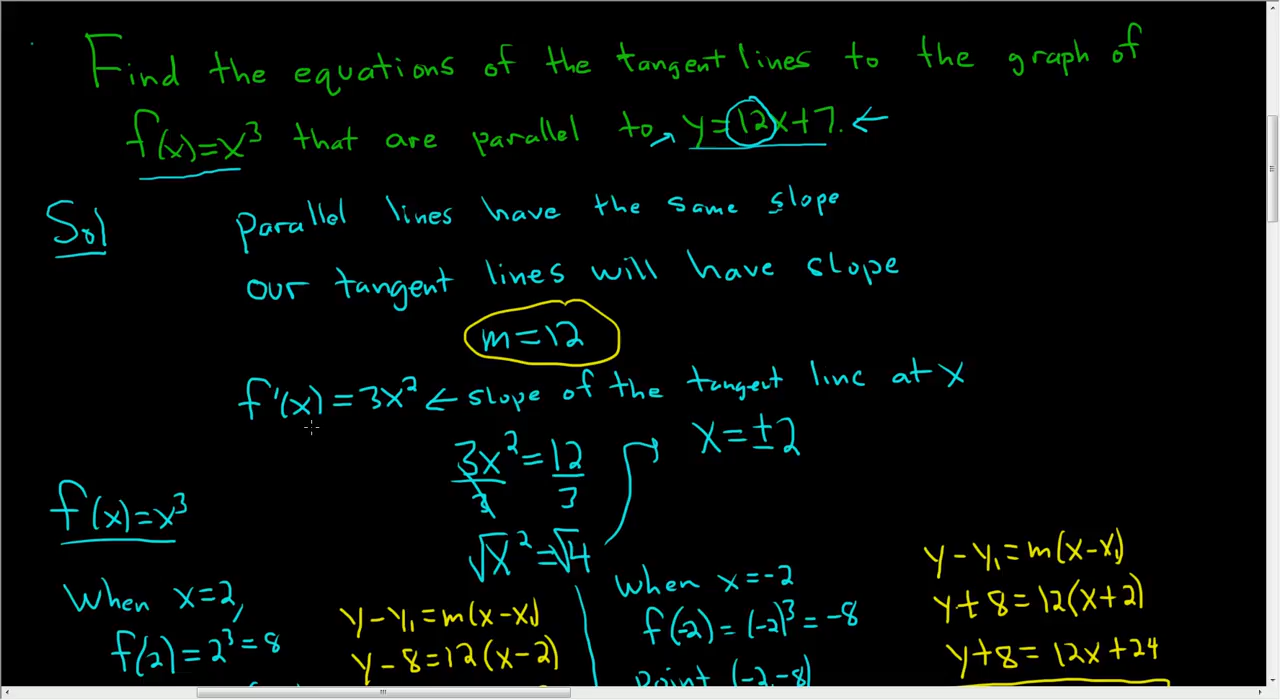 Find the equations of the tangent lines to the graph of
f(x)=x³ that are parallel to → y=12x+7. ←
Sol
parallel lines have the same slope
our tangent lines will have slope
m=12
f'(x) = 3x² ← slope of the tangent line at x
3x²=12
3 3
x=±2
√x²=√4
f(x)=x³
When x=2,
f(2)=2³=8
y-y₁=m(x-x₁)
y-8=12(x-2)
when x=-2
f(-2)=(-2)³=-8
point (-2,-8)
y-y₁=m(x-x₁)
y+8=12(x+2)
y+8=12x+24